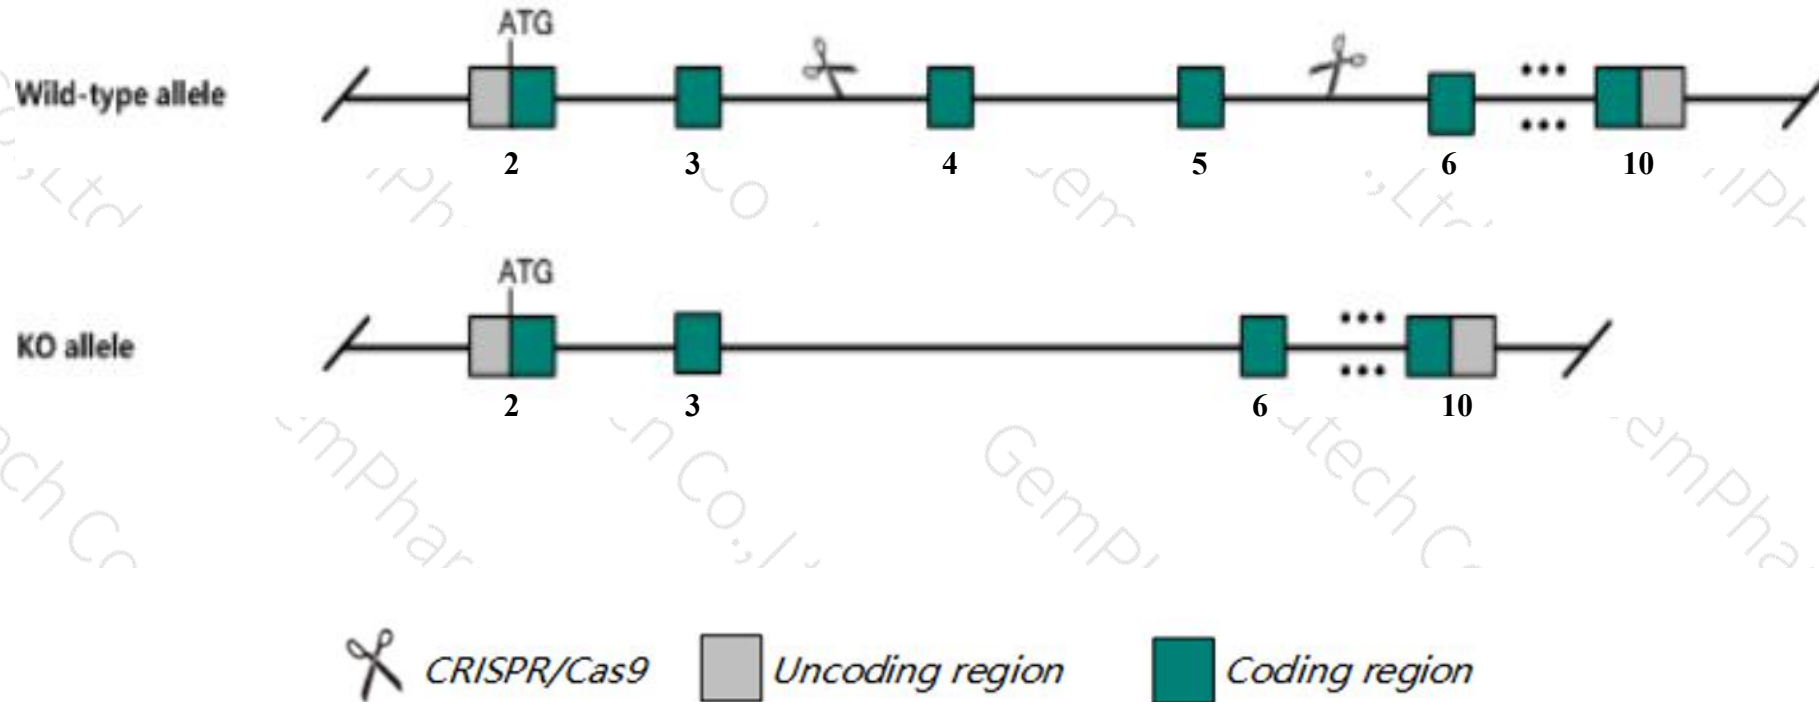 ATG
Wild-type allele
2 3 4 5 6 10
ATG
KO allele
2 3 6 10
CRISPR/Cas9 Uncoding region Coding region